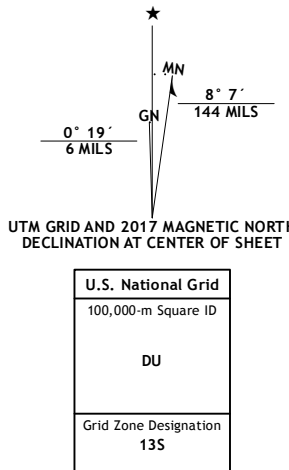 MN
GN
8° 7´
144 MILS
0° 19´
6 MILS
UTM GRID AND 2017 MAGNETIC NORTH
DECLINATION AT CENTER OF SHEET
U.S. National Grid
100,000-m Square ID
DU
Grid Zone Designation
13S